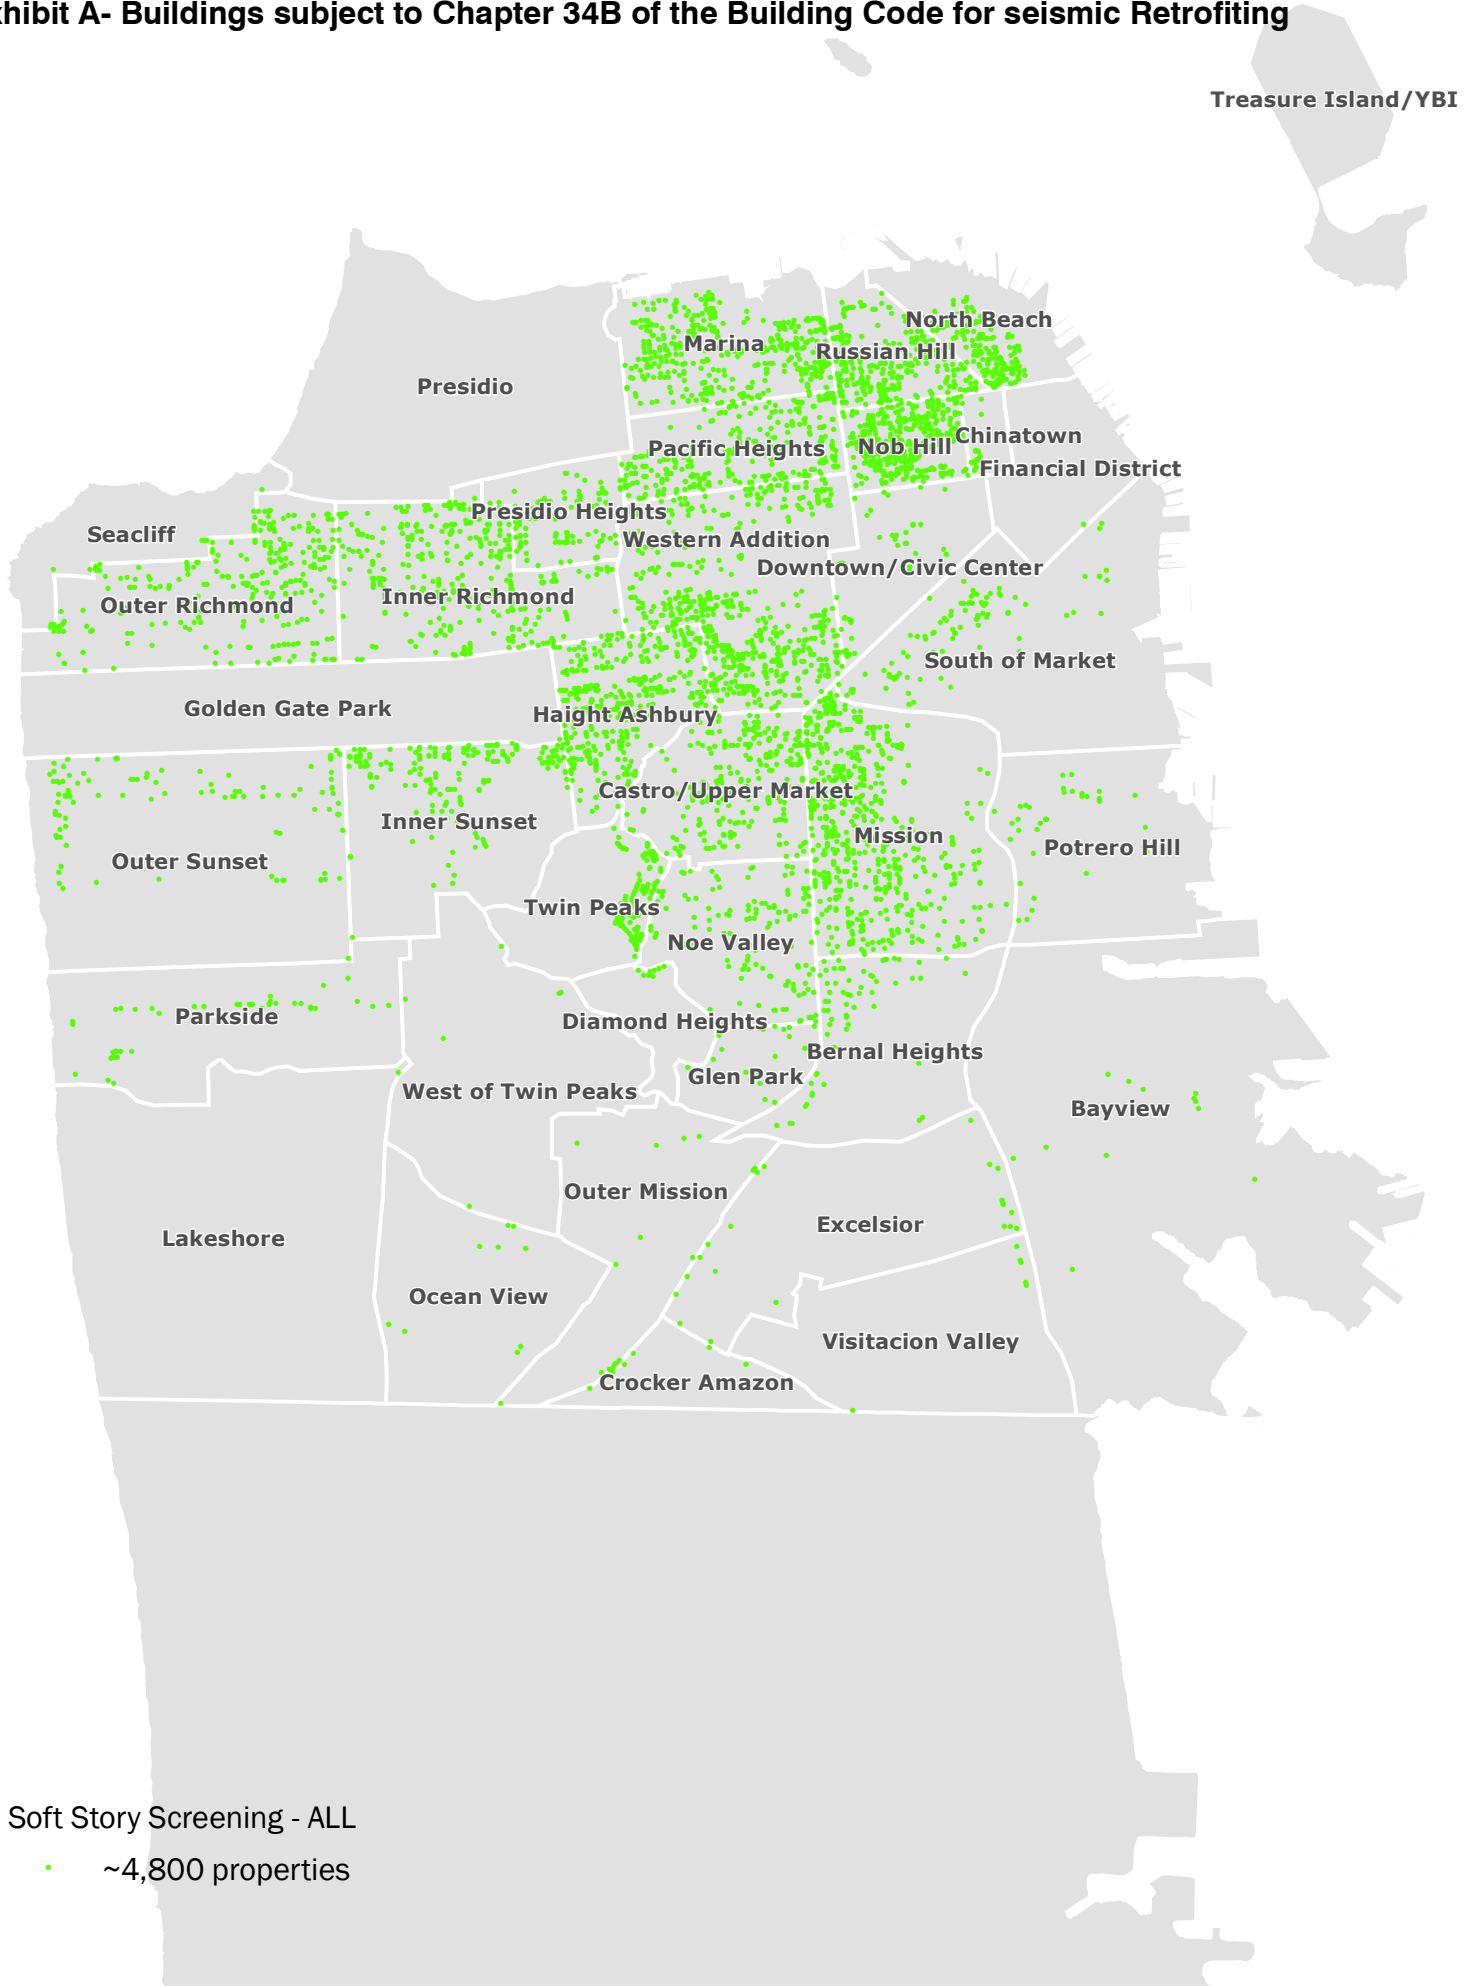 xhibit A- Buildings subject to Chapter 34B of the Building Code for seismic Retrofiting
Treasure Island/YBI
North Beach
Marina
Russian Hill
Presidio
Chinatown
Pacific Heights
Nob Hill
Financial District
Presidio Heights
Seacliff
Western Addition
Downtown/Civic Center
Outer Richmond
Inner Richmond
South of Market
Golden Gate Park
Haight Ashbury
Castro/Upper Market
Inner Sunset
Mission
Potrero Hill
Outer Sunset
Twin Peaks
Noe Valley
Parkside
Diamond Heights
Bernal Heights
Glen Park
West of Twin Peaks
Bayview
Outer Mission
Excelsior
Lakeshore
Ocean View
Visitacion Valley
Crocker Amazon
Soft Story Screening - ALL
~4,800 properties